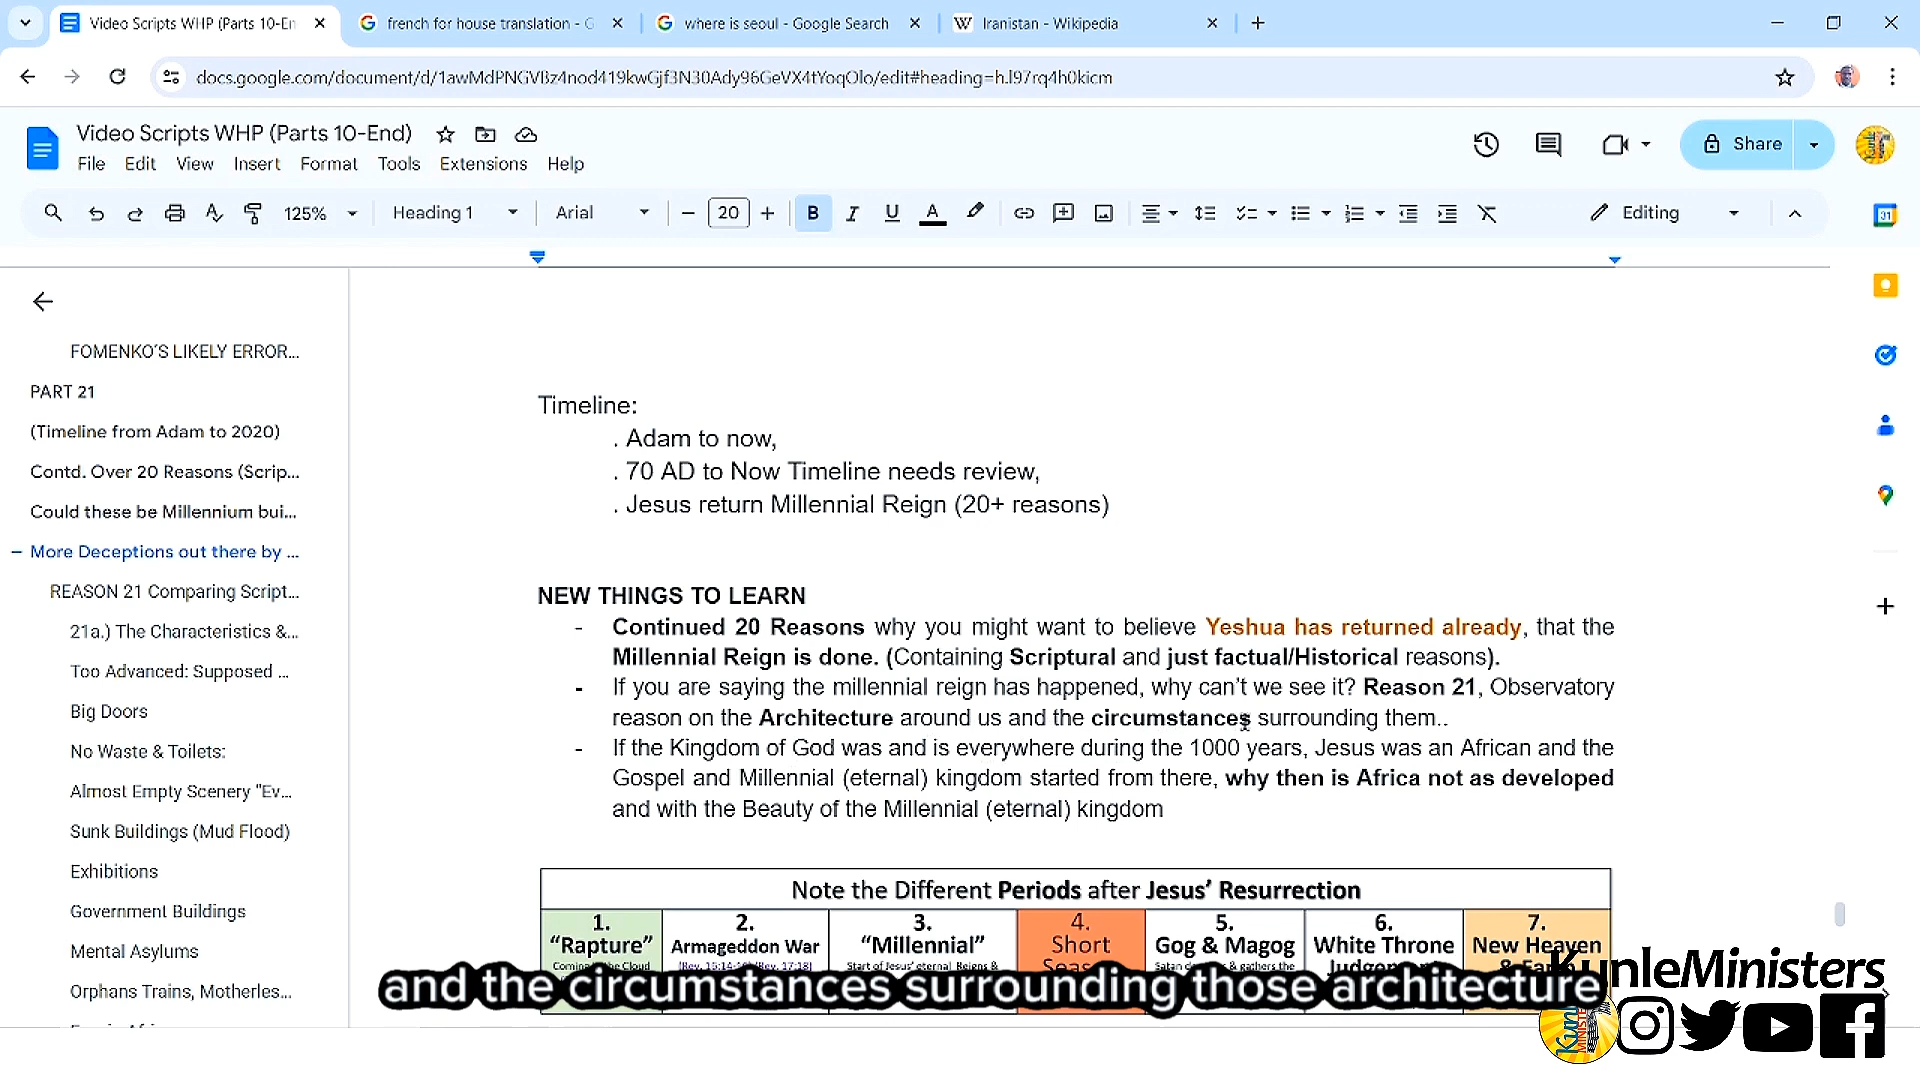 Video Scripts WHP (Parts 10-En
french for house translation - G
where is seoul - Google Search
Iranistan - Wikipedia
docs.google.com/document/d/1awMdPNGVBz4nod419kwGjf3N30Ady96GeVX4tYoqOlo/edit#heading=h.l97rq4h0kicm
Video Scripts WHP (Parts 10-End)
File Edit View Insert Format Tools Extensions Help
Share
125% Heading 1 Arial 20 B I U A Editing
31
FOMENKO'S LIKELY ERROR...
PART 21
(Timeline from Adam to 2020)
Contd. Over 20 Reasons (Scrip...
Could these be Millennium bui...
More Deceptions out there by ...
REASON 21 Comparing Script...
21a.) The Characteristics &...
Too Advanced: Supposed ...
Big Doors
No Waste & Toilets:
Almost Empty Scenery "Ev...
Sunk Buildings (Mud Flood)
Exhibitions
Government Buildings
Mental Asylums
Orphans Trains, Motherles...
Timeline:
. Adam to now,
. 70 AD to Now Timeline needs review,
. Jesus return Millennial Reign (20+ reasons)
NEW THINGS TO LEARN
- Continued 20 Reasons why you might want to believe Yeshua has returned already, that the
Millennial Reign is done. (Containing Scriptural and just factual/Historical reasons).
- If you are saying the millennial reign has happened, why can't we see it? Reason 21, Observatory
reason on the Architecture around us and the circumstances surrounding them..
- If the Kingdom of God was and is everywhere during the 1000 years, Jesus was an African and the
Gospel and Millennial (eternal) kingdom started from there, why then is Africa not as developed
and with the Beauty of the Millennial (eternal) kingdom
Note the Different Periods after Jesus' Resurrection
1. 2. 3. 4. 5. 6. 7.
"Rapture" Armageddon War "Millennial" Short Gog & Magog White Throne New Heaven
and the circumstances surrounding those architecture
KunleMinisters